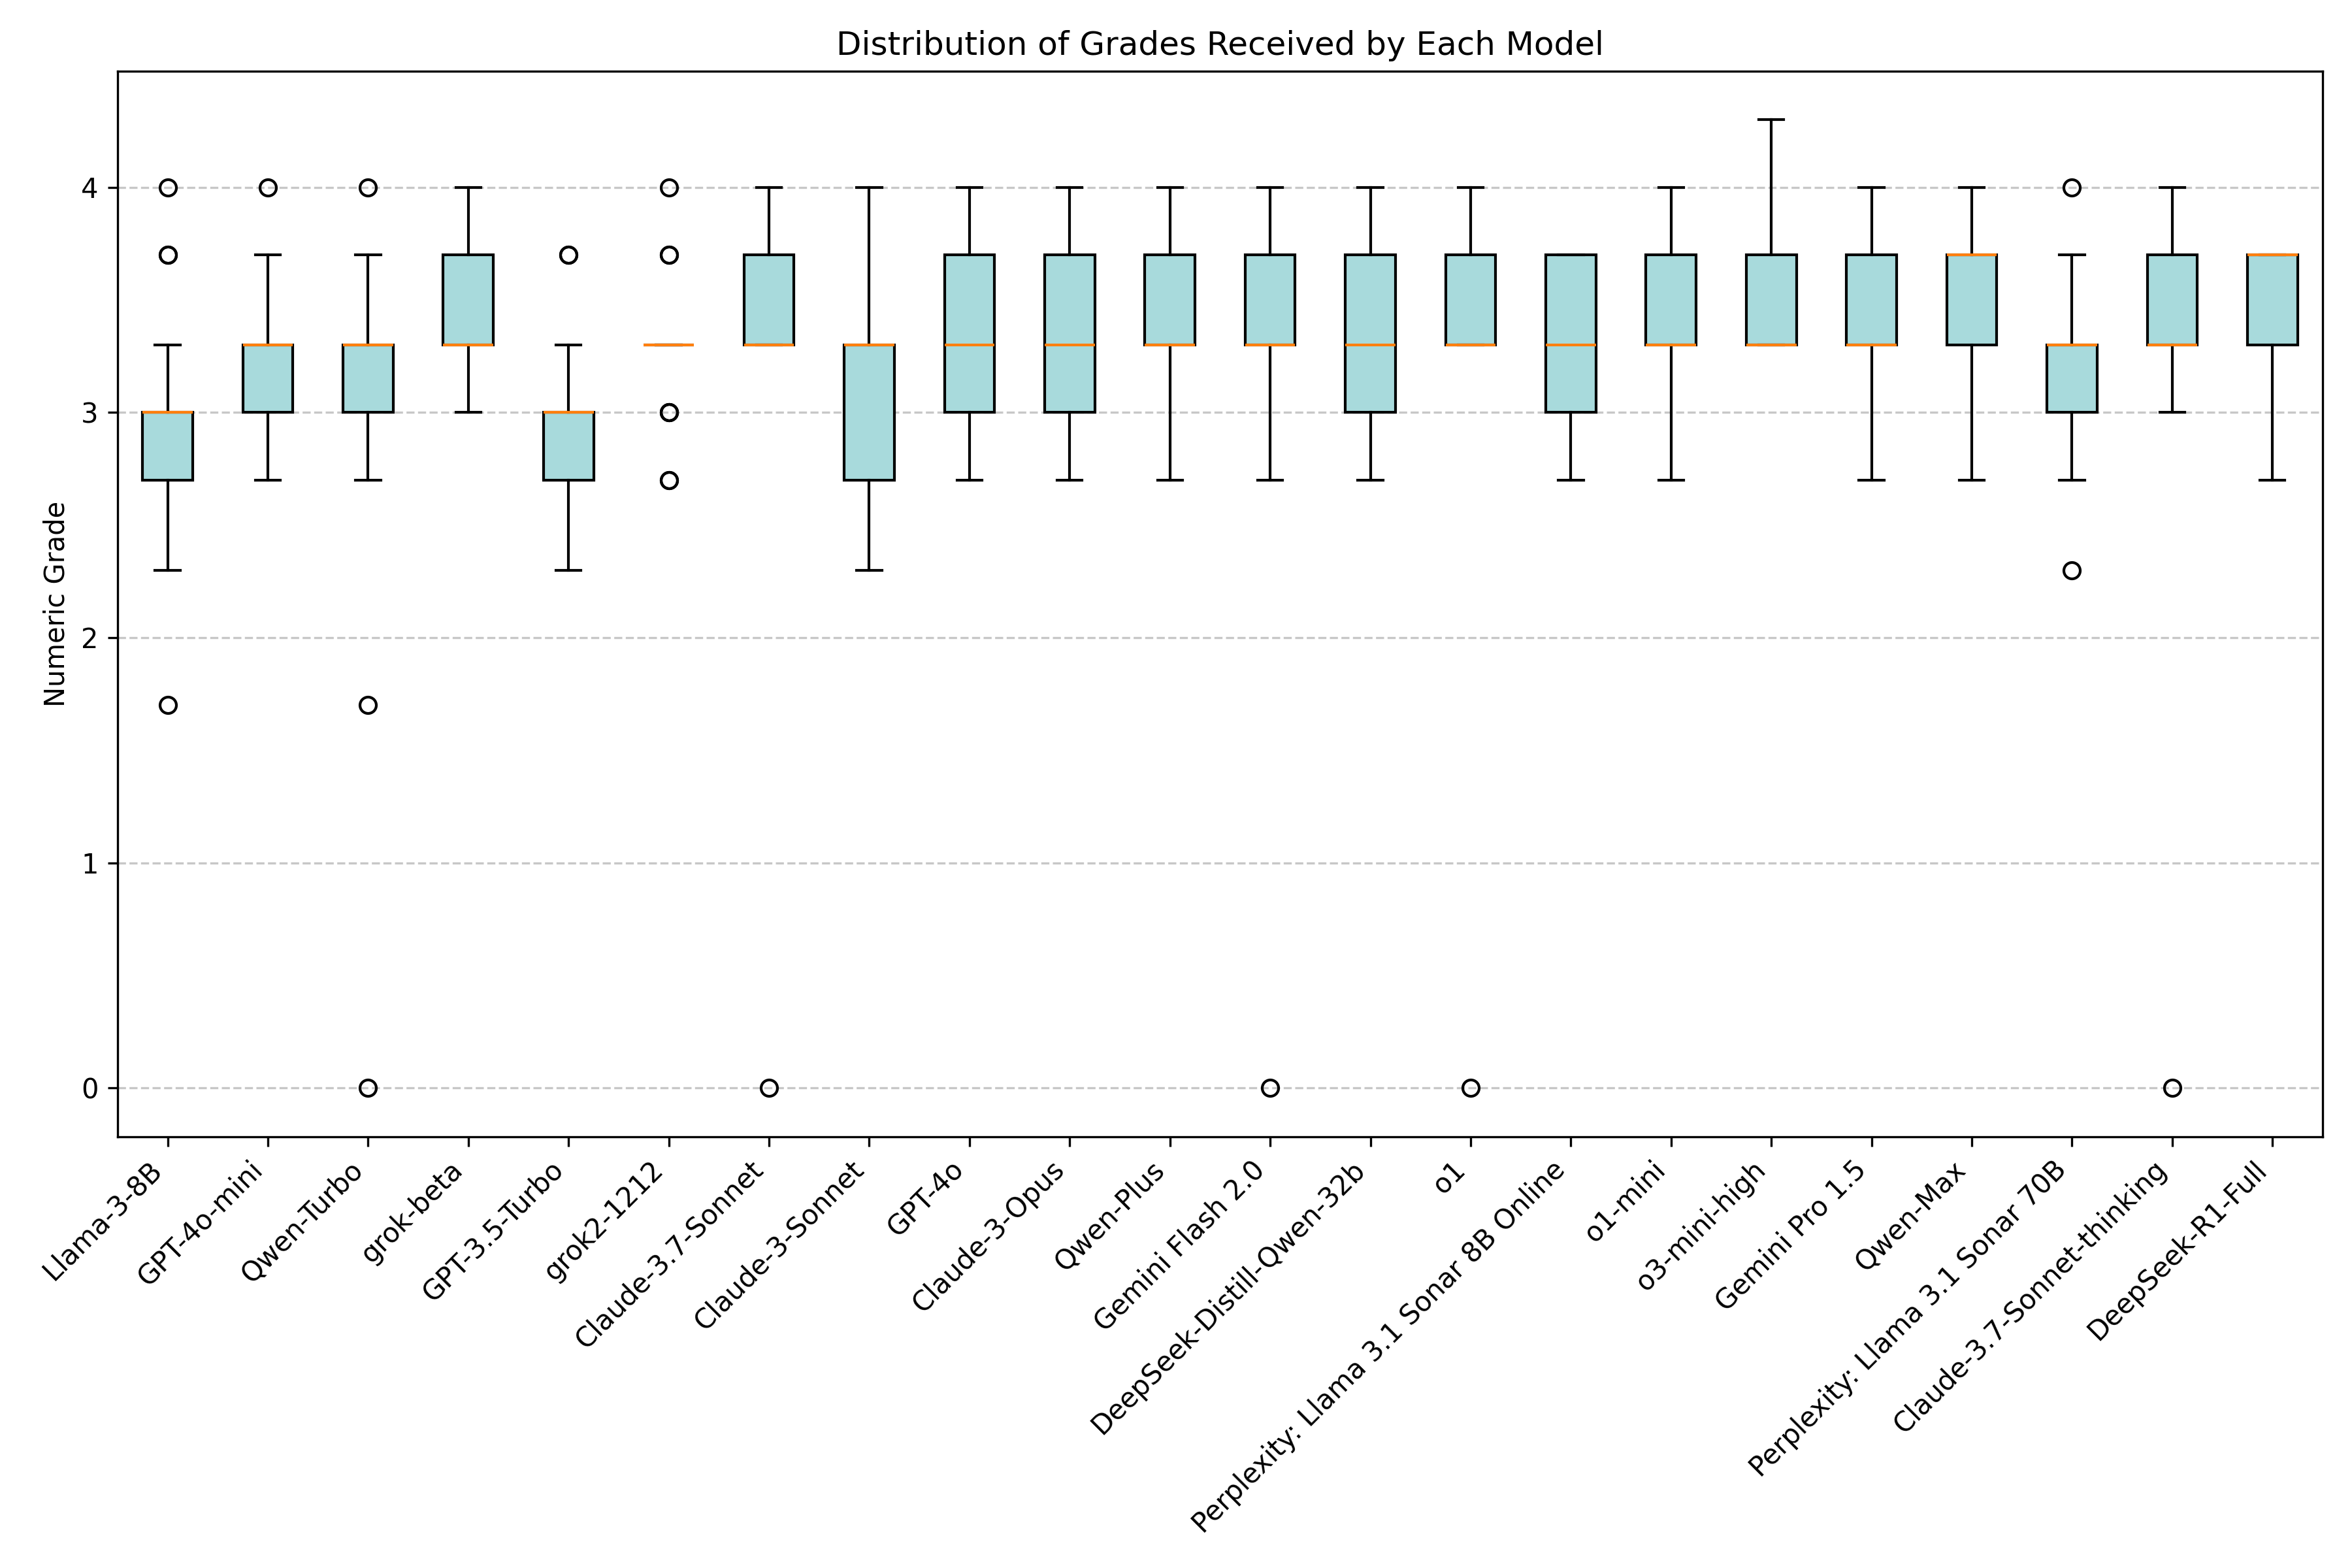 Distribution of Grades Received by Each Model
Numeric Grade
4
3
2
1
0
Llama-3-8B
GPT-4o-mini
Qwen-Turbo
grok-beta
GPT-3.5-Turbo
grok2-1212
Claude-3.7-Sonnet
Claude-3-Sonnet
GPT-4o
Claude-3-Opus
Qwen-Plus
Gemini Flash 2.0
DeepSeek-Distill-Qwen-32b
o1
Perplexity: Llama 3.1 Sonar 8B Online
o1-mini
o3-mini-high
Gemini Pro 1.5
Qwen-Max
Perplexity: Llama 3.1 Sonar 70B
Claude-3.7-Sonnet-thinking
DeepSeek-R1-Full